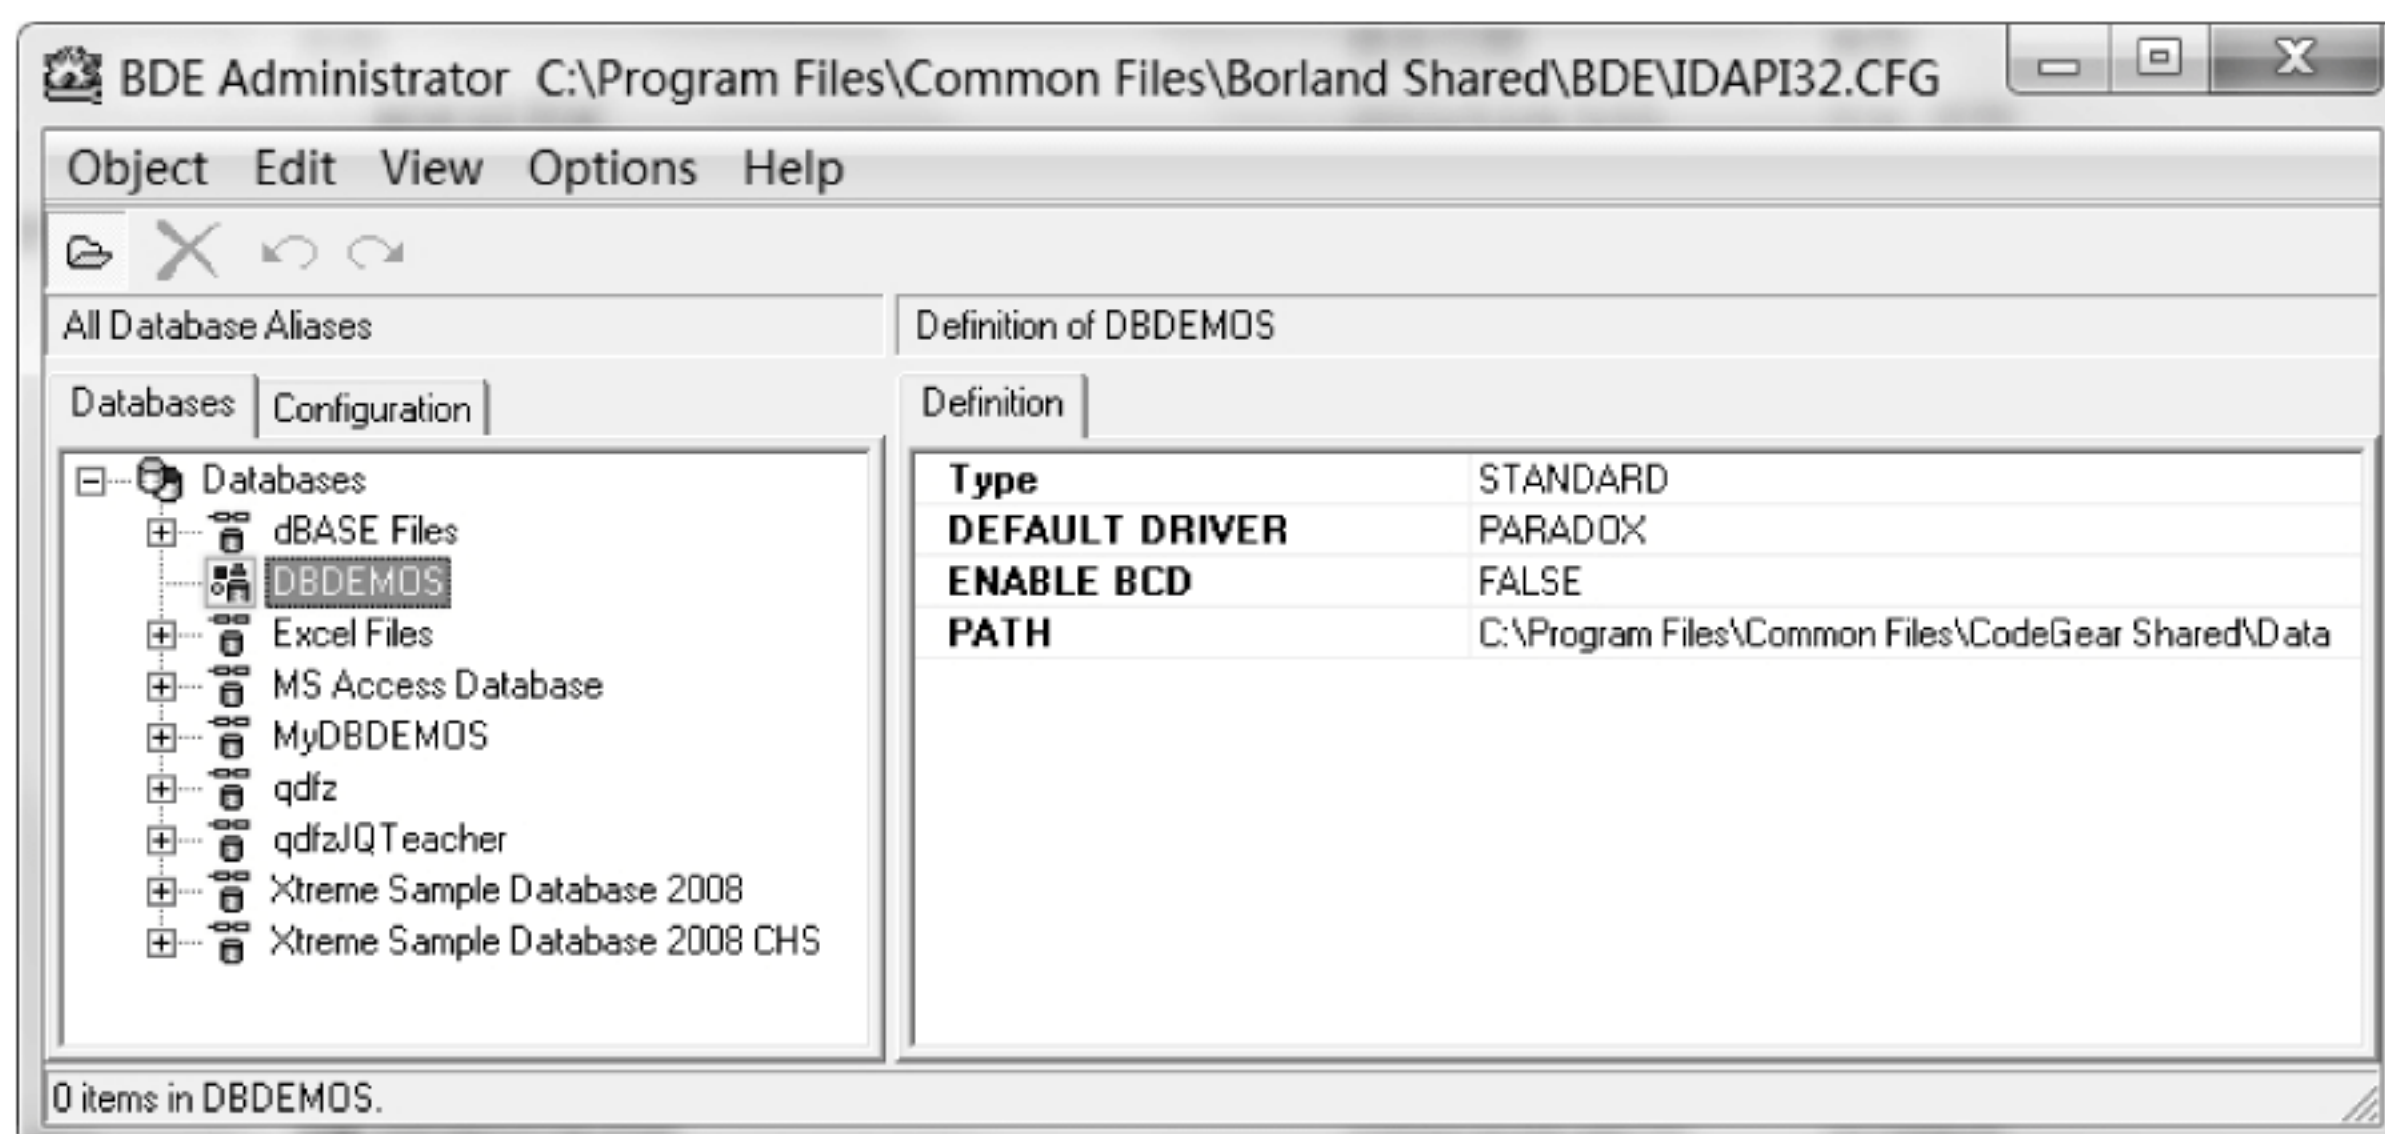 BDE Administrator C:\Program Files\Common Files\Borland Shared\BDE\IDAPI32.CFG
Object Edit View Options Help
All Database Aliases
Definition of DBDEMOS
Databases Configuration
Definition
Databases
dBASE Files
DBDEMOS
Excel Files
MS Access Database
MyDBDEMOS
qdfz
qdfzJQTeacher
Xtreme Sample Database 2008
Xtreme Sample Database 2008 CHS
Type STANDARD
DEFAULT DRIVER PARADOX
ENABLE BCD FALSE
PATH C:\Program Files\Common Files\CodeGear Shared\Data
0 items in DBDEMOS.